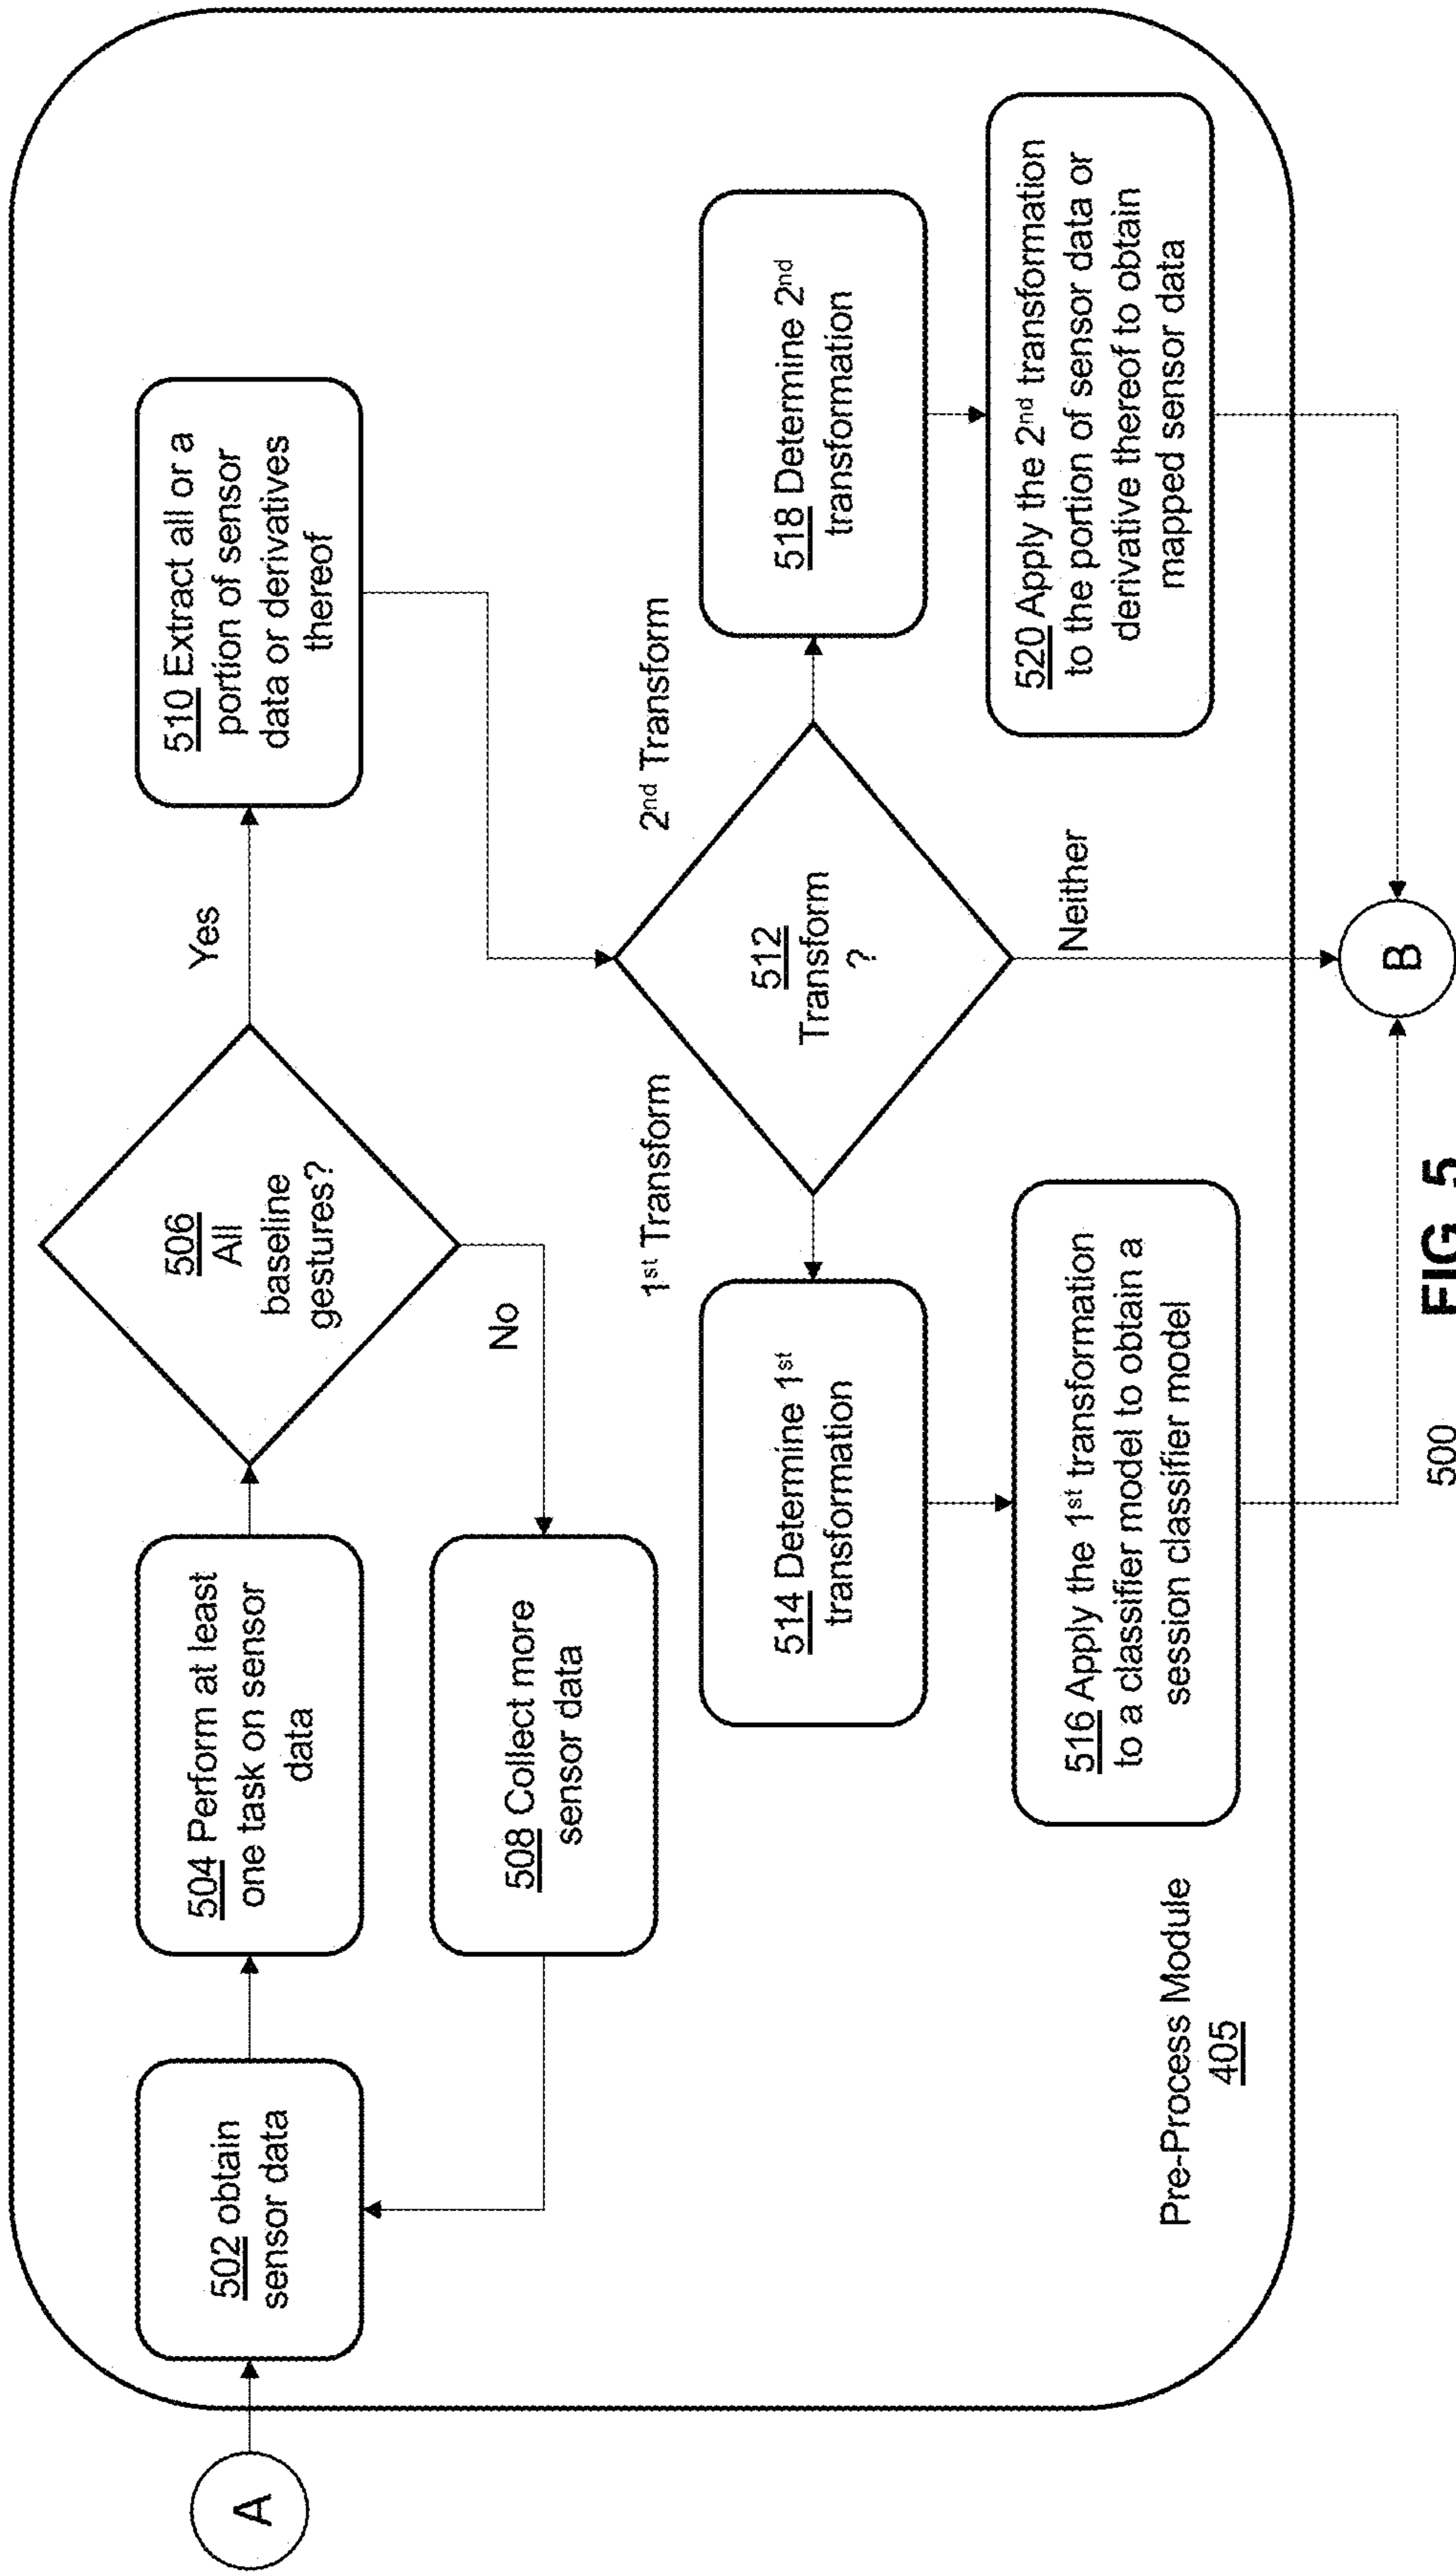 A
502 obtain
sensor data
504 Perform at least
one task on sensor
data
506
All
baseline
gestures?
Yes
No
508 Collect more
sensor data
510 Extract all or a
portion of sensor
data or derivatives
thereof
512
Transform
?
1st Transform
2nd Transform
Neither
514 Determine 1st
transformation
516 Apply the 1st transformation
to a classifier model to obtain a
session classifier model
518 Determine 2nd
transformation
520 Apply the 2nd transformation
to the portion of sensor data or
derivative thereof to obtain
mapped sensor data
Pre-Process Module
405
B
500
FIG. 5